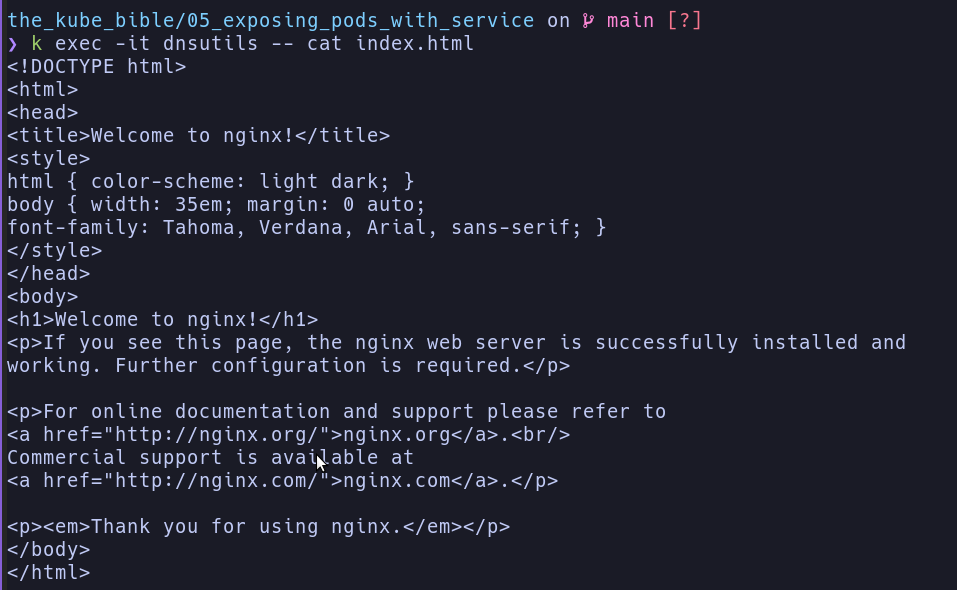 the_kube_bible/05_exposing_pods_with_service on main [?]
❯ k exec -it dnsutils -- cat index.html
<!DOCTYPE html>
<html>
<head>
<title>Welcome to nginx!</title>
<style>
html { color-scheme: light dark; }
body { width: 35em; margin: 0 auto;
font-family: Tahoma, Verdana, Arial, sans-serif; }
</style>
</head>
<body>
<h1>Welcome to nginx!</h1>
<p>If you see this page, the nginx web server is successfully installed and
working. Further configuration is required.</p>

<p>For online documentation and support please refer to
<a href="http://nginx.org/">nginx.org</a>.<br/>
Commercial support is available at
<a href="http://nginx.com/">nginx.com</a>.</p>

<p><em>Thank you for using nginx.</em></p>
</body>
</html>